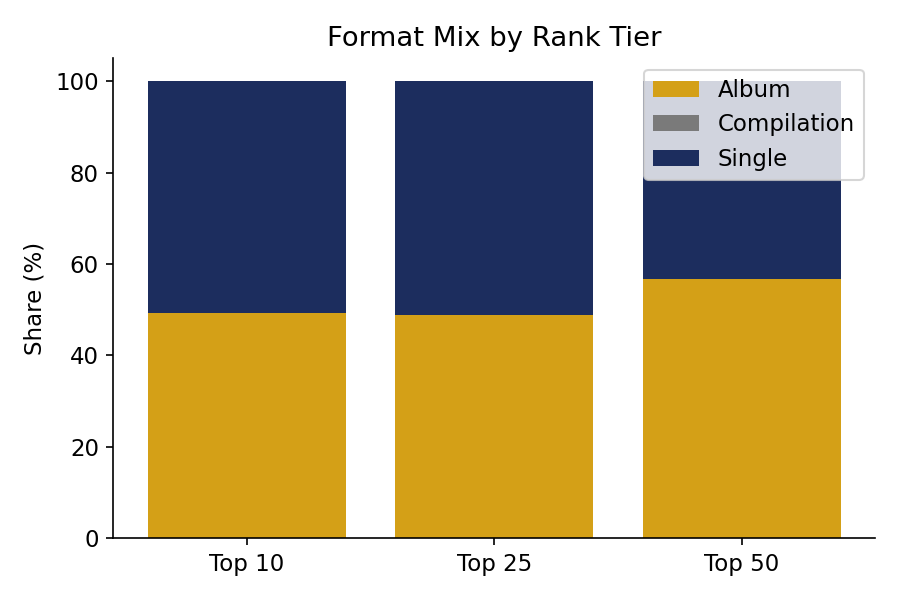 Format Mix by Rank Tier
Album
Compilation
Single
Share (%)
100
80
60
40
20
0
Top 10
Top 25
Top 50